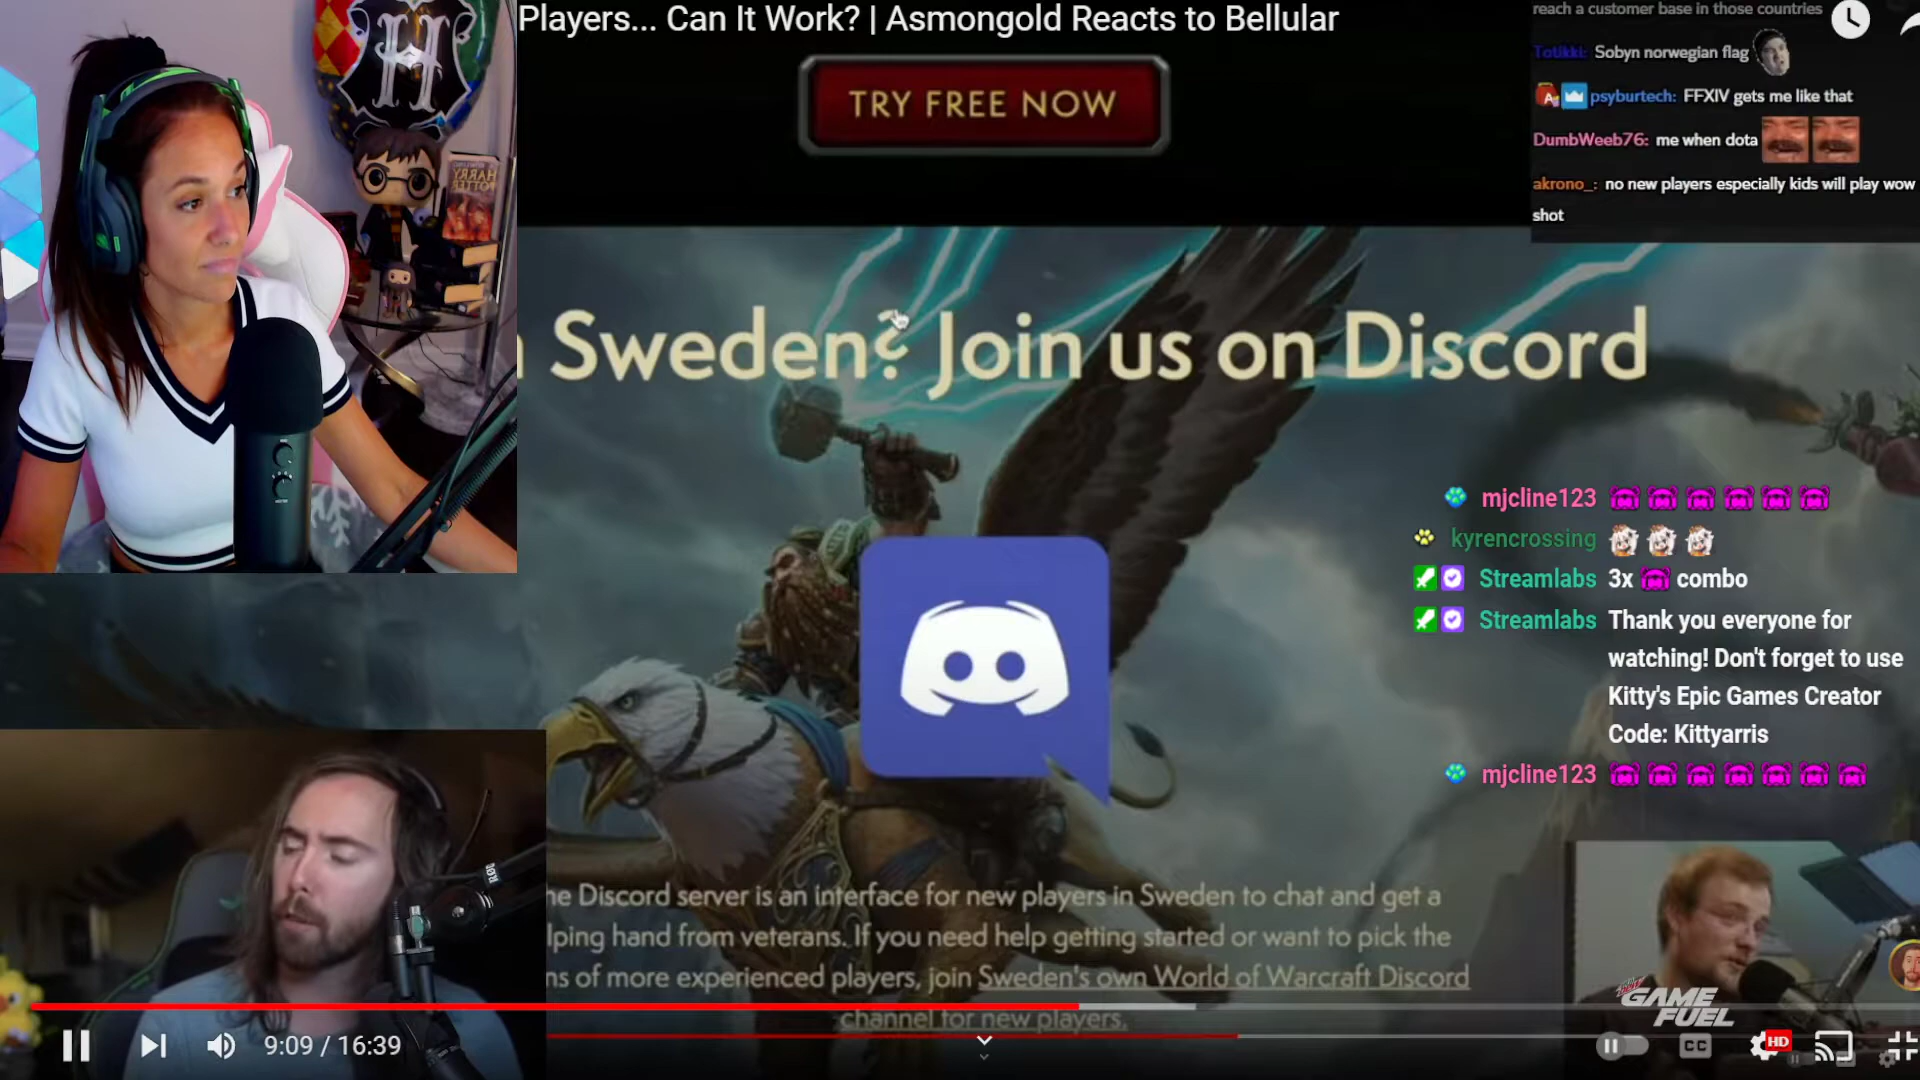 Players... Can It Work? | Asmongold Reacts to Bellular
TRY FREE NOW
reach a customer base in those countries
Totikki: Sobyn norwegian flag
psyburtech: FFXIV gets me like that
DumbWeeb76: me when dota
akrono_: no new players especially kids will play wow
shot
HARRY
POTTER
Sweden? Join us on Discord
mjcline123
kyrencrossing
Streamlabs 3x combo
Streamlabs Thank you everyone for
watching! Don't forget to use
Kitty's Epic Games Creator
Code: Kittyarris
mjcline123
he Discord server is an interface for new players in Sweden to chat and get a
lping hand from veterans. If you need help getting started or want to pick the
ns of more experienced players, join Sweden's own World of Warcraft Discord
channel for new players.
GAME
FUEL
9:09 / 16:39
CC
HD